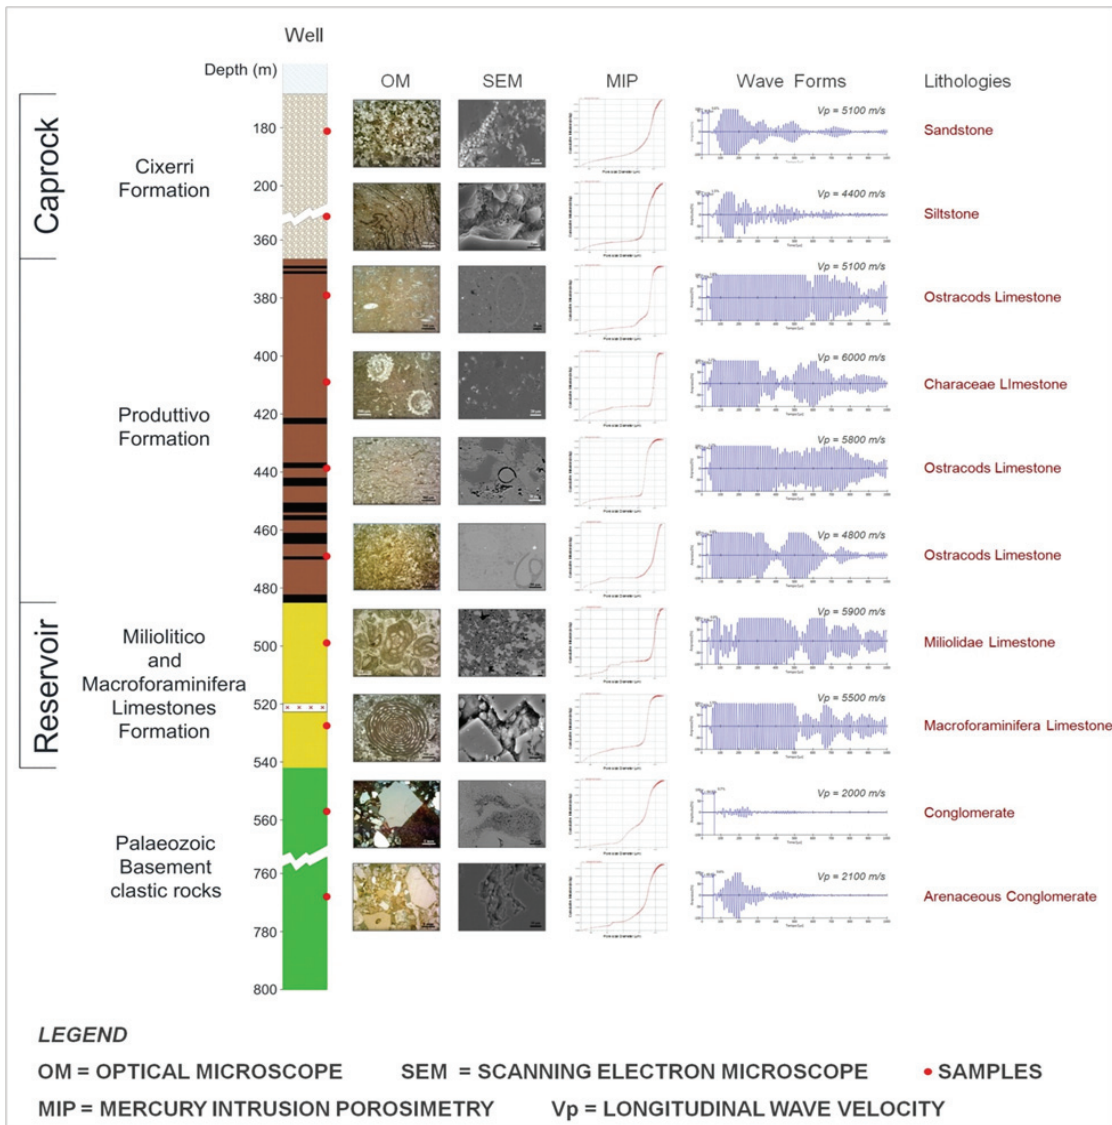 Well
Depth (m)
OM
SEM
MIP
Wave Forms
Lithologies
Caprock
Cixerri
Formation
180
200
360
Vp = 5100 m/s
Sandstone
Vp = 4400 m/s
Siltstone
Produttivo
Formation
380
400
420
440
460
480
Vp = 5100 m/s
Ostracods Limestone
Vp = 6000 m/s
Characeae LImestone
Vp = 5800 m/s
Ostracods Limestone
Vp = 4800 m/s
Ostracods Limestone
Reservoir
Miliolitico
and
Macroforaminifera
Limestones
Formation
500
520
540
Vp = 5900 m/s
Miliolidae Limestone
Vp = 5500 m/s
Macroforaminifera Limestone
Palaeozoic
Basement
clastic rocks
560
760
780
800
Vp = 2000 m/s
Conglomerate
Vp = 2100 m/s
Arenaceous Conglomerate
LEGEND
OM = OPTICAL MICROSCOPE
SEM = SCANNING ELECTRON MICROSCOPE
SAMPLES
MIP = MERCURY INTRUSION POROSIMETRY
Vp = LONGITUDINAL WAVE VELOCITY